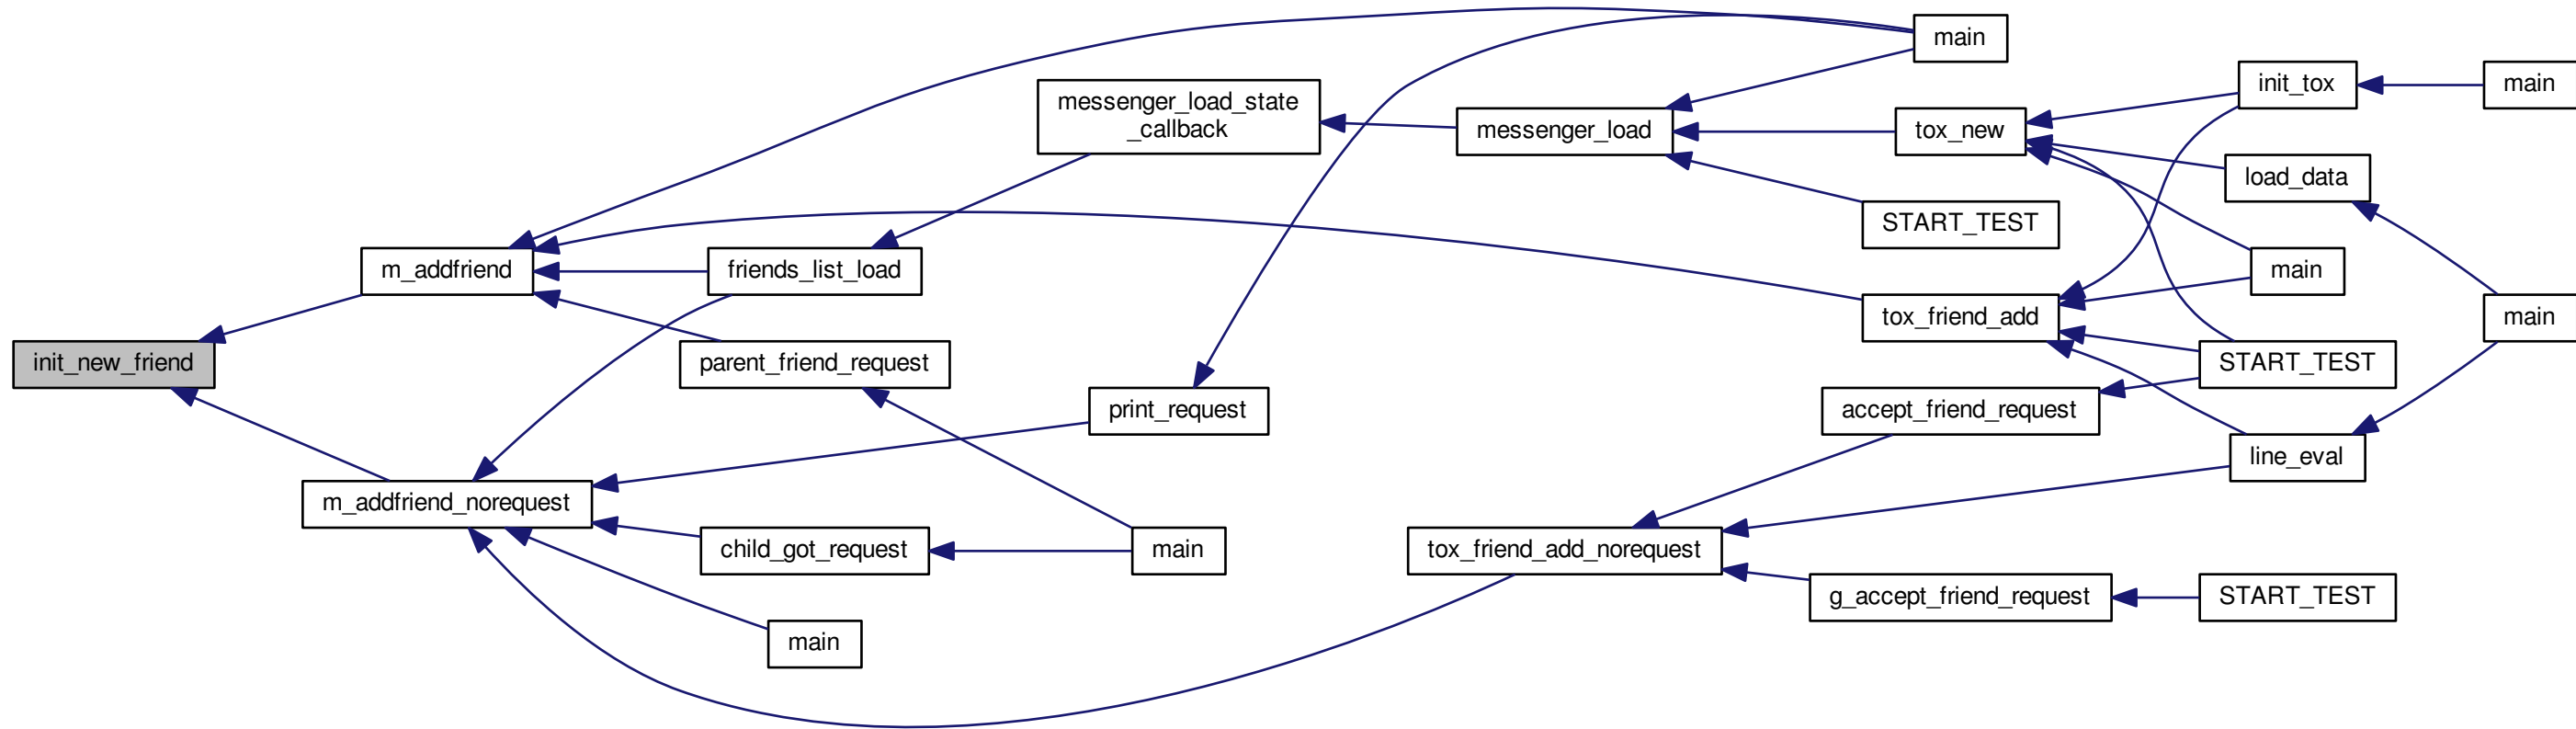 main
init_tox
main
messenger_load_state
_callback
messenger_load
tox_new
load_data
START_TEST
m_addfriend
friends_list_load
main
tox_friend_add
main
init_new_friend
parent_friend_request
START_TEST
print_request
accept_friend_request
line_eval
m_addfriend_norequest
child_got_request
main
tox_friend_add_norequest
g_accept_friend_request
START_TEST
main